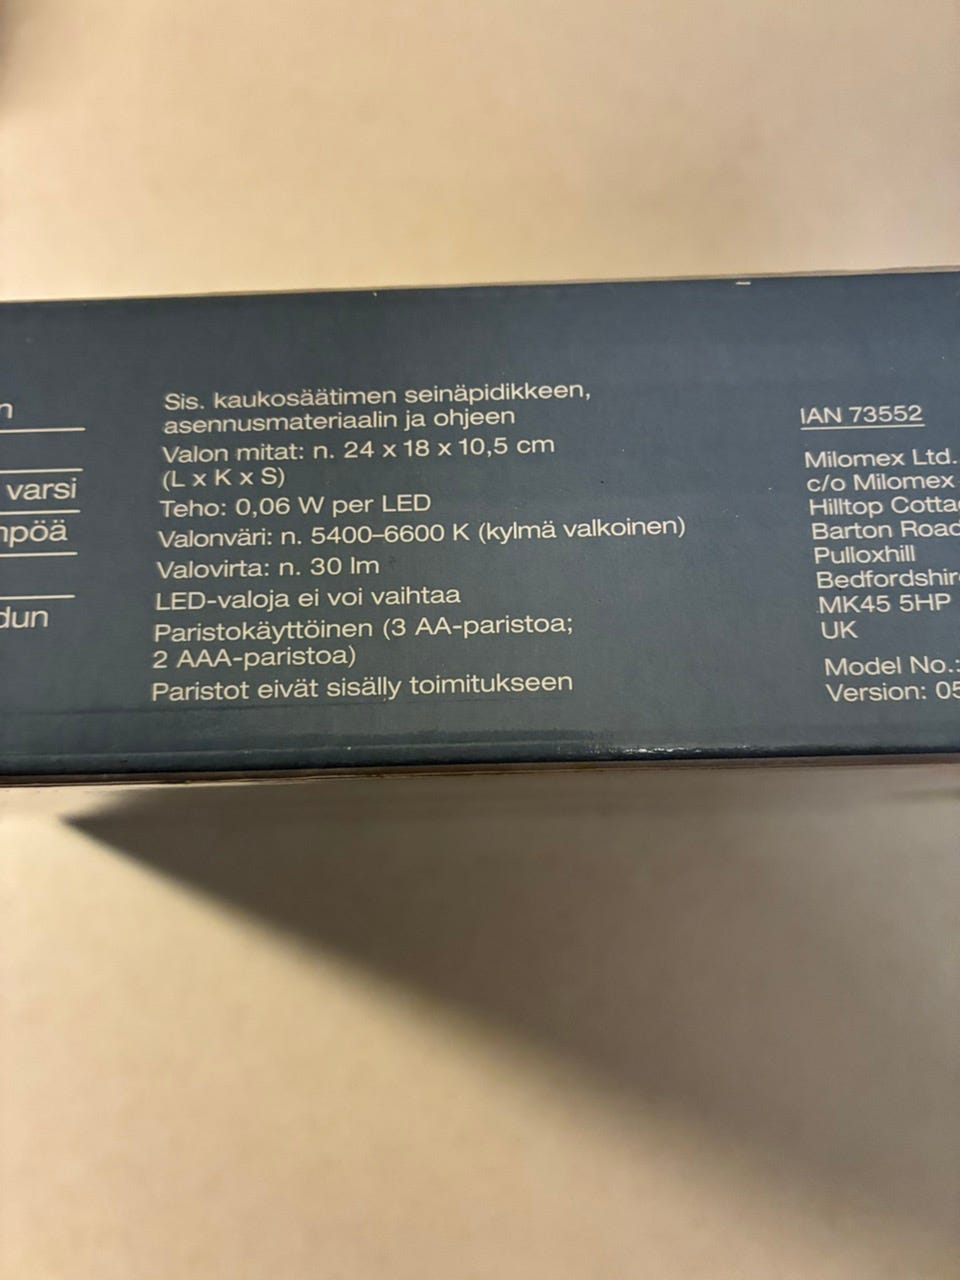 n
varsi
mpöä
dun
Sis. kaukosäätimen seinäpidikkeen,
asennusmateriaalin ja ohjeen
Valon mitat: n. 24 x 18 x 10,5 cm
(L x K x S)
Teho: 0,06 W per LED
Valonväri: n. 5400–6600 K (kylmä valkoinen)
Valovirta: n. 30 lm
LED-valoja ei voi vaihtaa
Paristokäyttöinen (3 AA-paristoa;
2 AAA-paristoa)
Paristot eivät sisälly toimitukseen
IAN 73552
Milomex Ltd.
c/o Milomex
Hilltop Cotta
Barton Road
Pulloxhill
Bedfordshir
MK45 5HP
UK
Model No.:
Version: 05